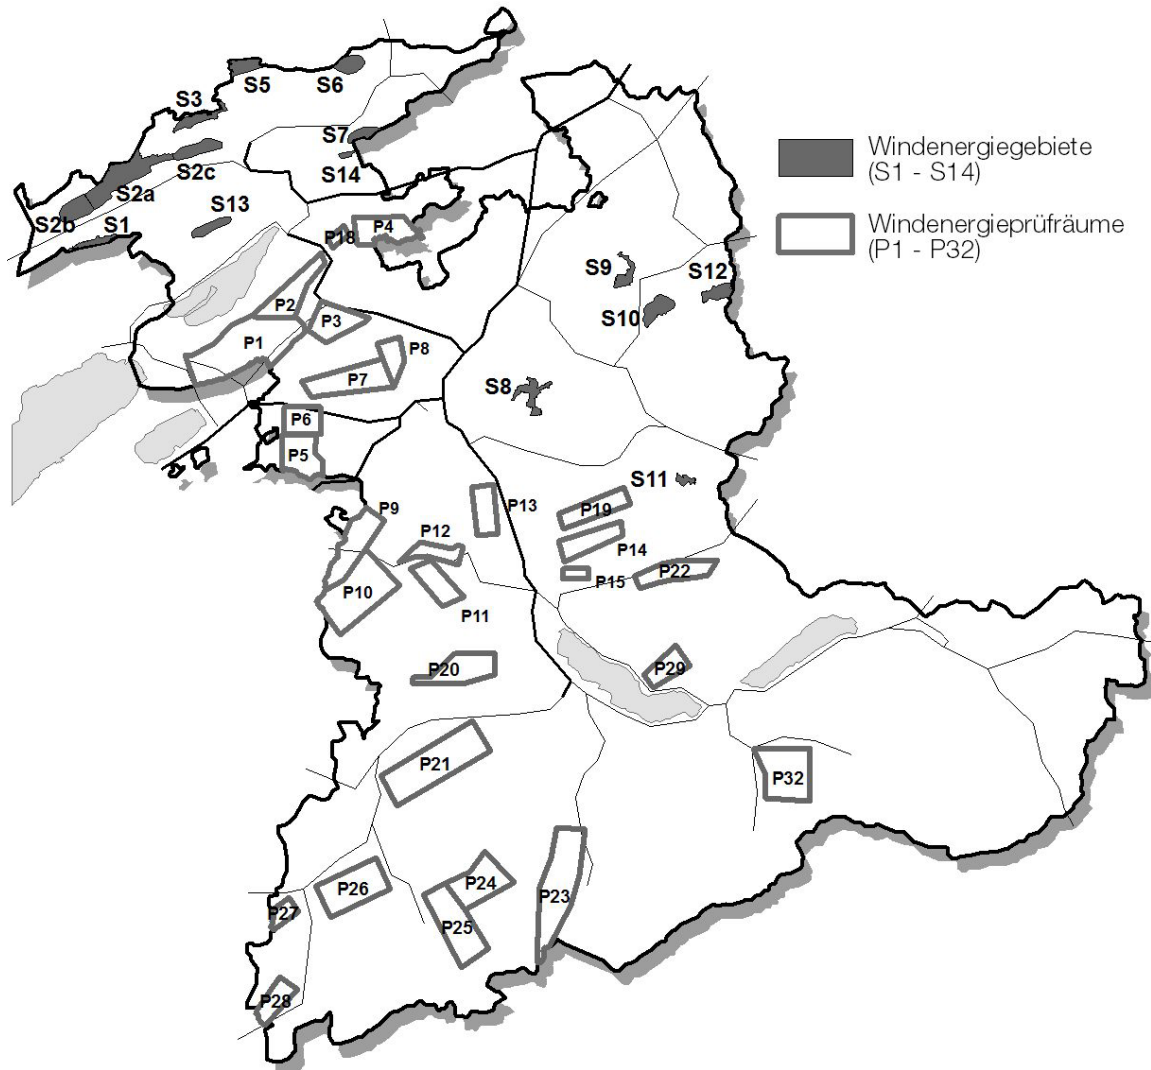 S5
S6
S3
S7
S14
S2c
S2a
S2b
S13
S1
Windenergiegebiete
(S1 - S14)
Windenergieprüfräume
(P1 - P32)
P18
P4
S9
S12
S10
P2
P3
P1
P8
P7
S8
P6
P5
S11
P9
P13
P19
P12
P14
P15
P22
P10
P11
P20
P29
P21
P32
P26
P24
P23
P27
P25
P28